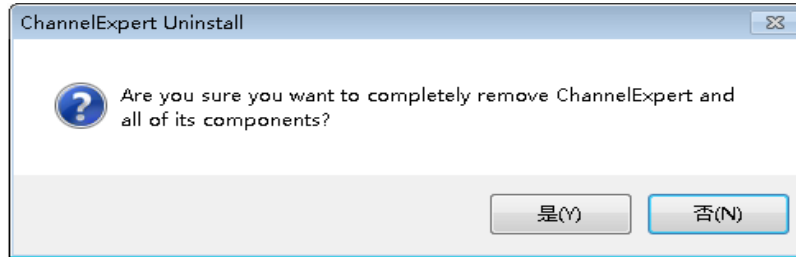 ChannelExpert Uninstall
Are you sure you want to completely remove ChannelExpert and
all of its components?
是(Y)
否(N)